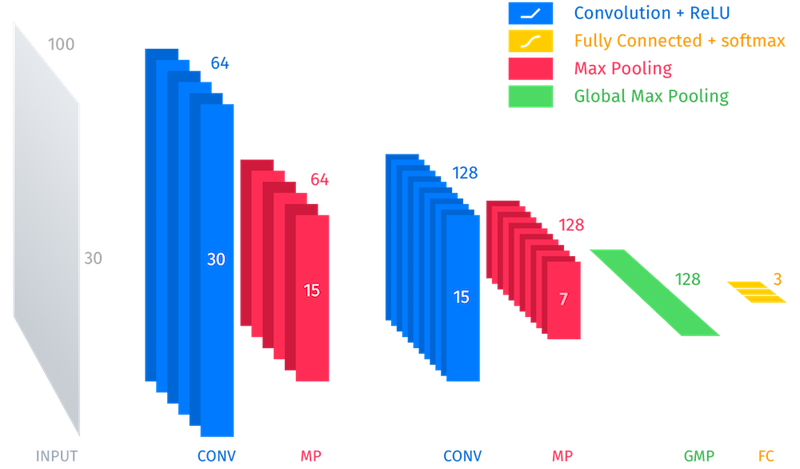 Convolution + ReLU
Fully Connected + softmax
Max Pooling
Global Max Pooling
100
64
64
128
128
30
30
15
15
7
128
3
INPUT
CONV
MP
CONV
MP
GMP
FC